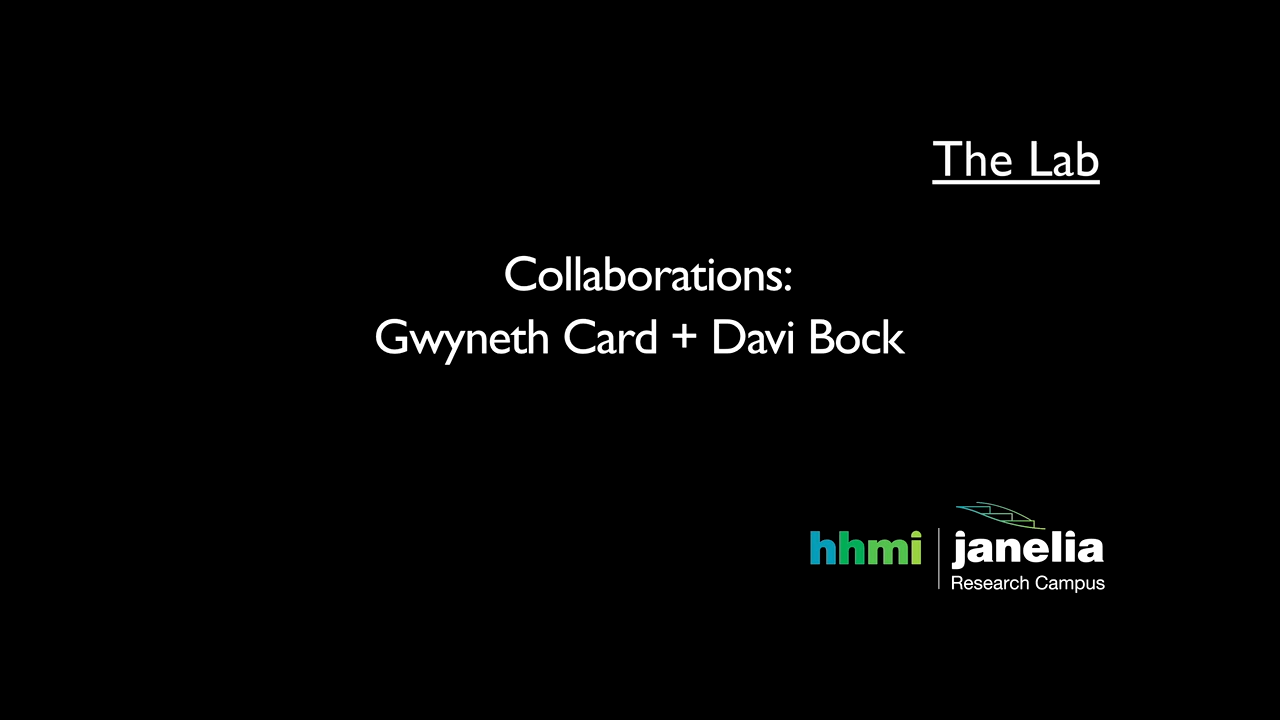 The Lab
Collaborations:
Gwyneth Card + Davi Bock
hhmi janelia
Research Campus